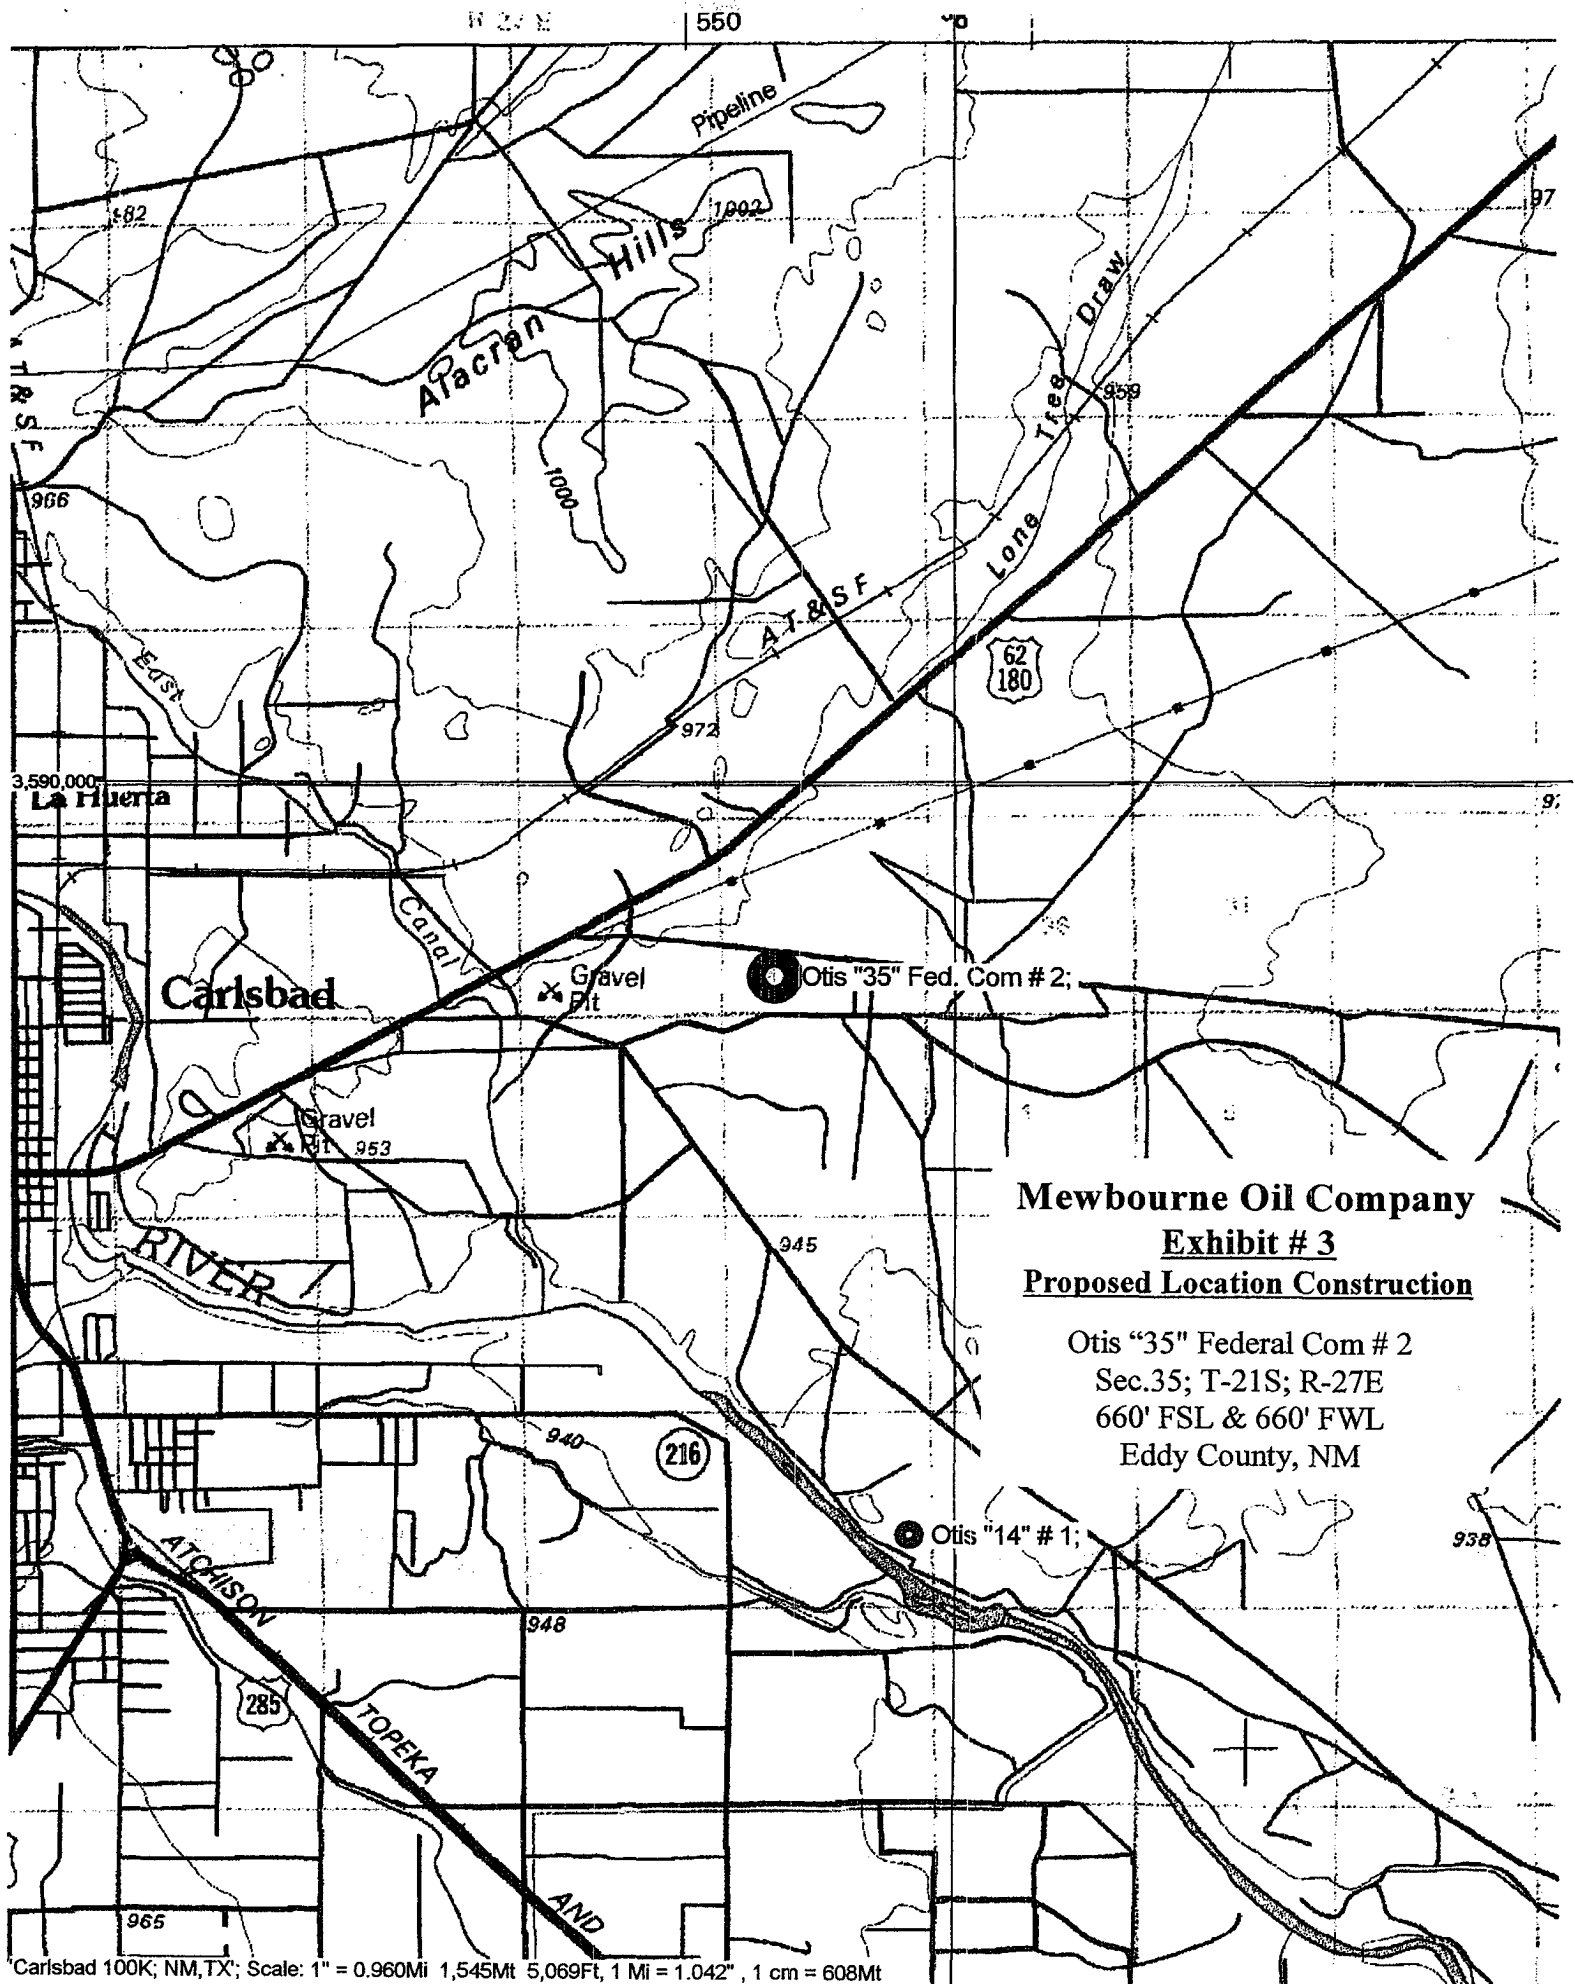 R 27 E
550
Pipeline
1002
97
Alacran Hills
Lone Tree Draw
959
T & S F
966
1000
A T & S F
62
180
East
972
3,590,000
La Huerta
Canal
36
31
Carlsbad
Gravel
Pit
Otis "35" Fed. Com # 2;
Gravel
Pit
953
Mewbourne Oil Company
Exhibit # 3
Proposed Location Construction
945
RIVER
Otis “35" Federal Com # 2
Sec.35; T-21S; R-27E
660' FSL & 660' FWL
Eddy County, NM
940
216
Otis "14" # 1;
938
ATCHISON
948
285
TOPEKA
AND
965
'Carlsbad 100K; NM,TX'; Scale: 1" = 0.960Mi 1,545Mt 5,069Ft, 1 Mi = 1.042" , 1 cm = 608Mt